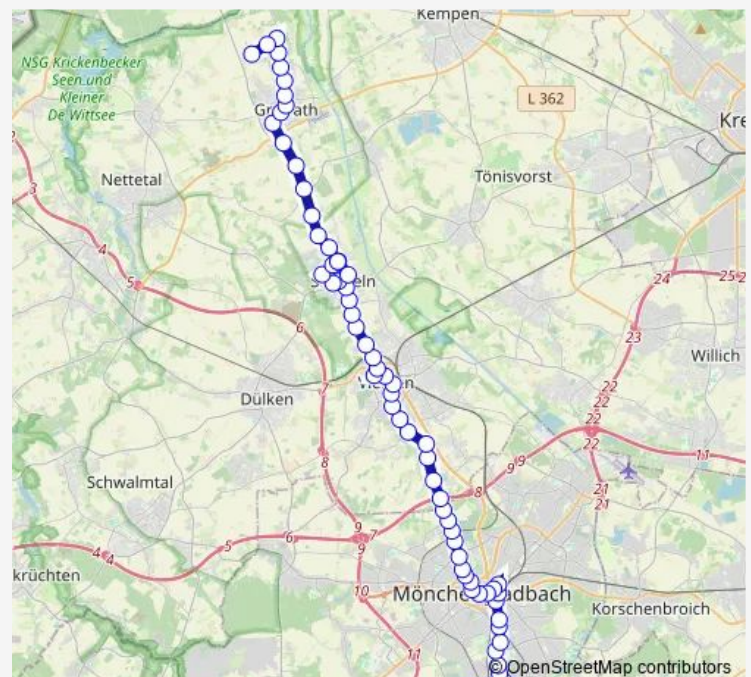 Kempen
NSG Krickenbecker
Seen und
Kleiner
De Wittsee
L 362
Kre
Nettetal
Tönisvorst
3
4
5
24
25
2
6
23
Willich
22
22
22
22
7
Dülken
11
8
9
9
8
21
21
Schwalmtal
9
7
9
6
5
4
4
krüchten
10
Korschenbroich
11
© OpenStreetMap contributors